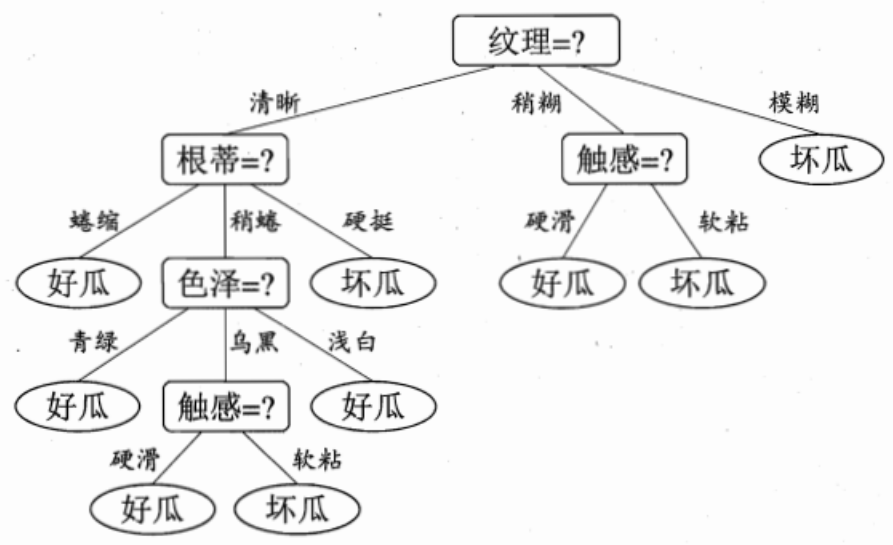 纹理=?
清晰 稍糊 模糊
根蒂=? 触感=? 坏瓜
蜷缩 稍蜷 硬挺 硬滑 软粘
好瓜 色泽=? 坏瓜 好瓜 坏瓜
青绿 乌黑 浅白
好瓜 触感=? 好瓜
硬滑 软粘
好瓜 坏瓜